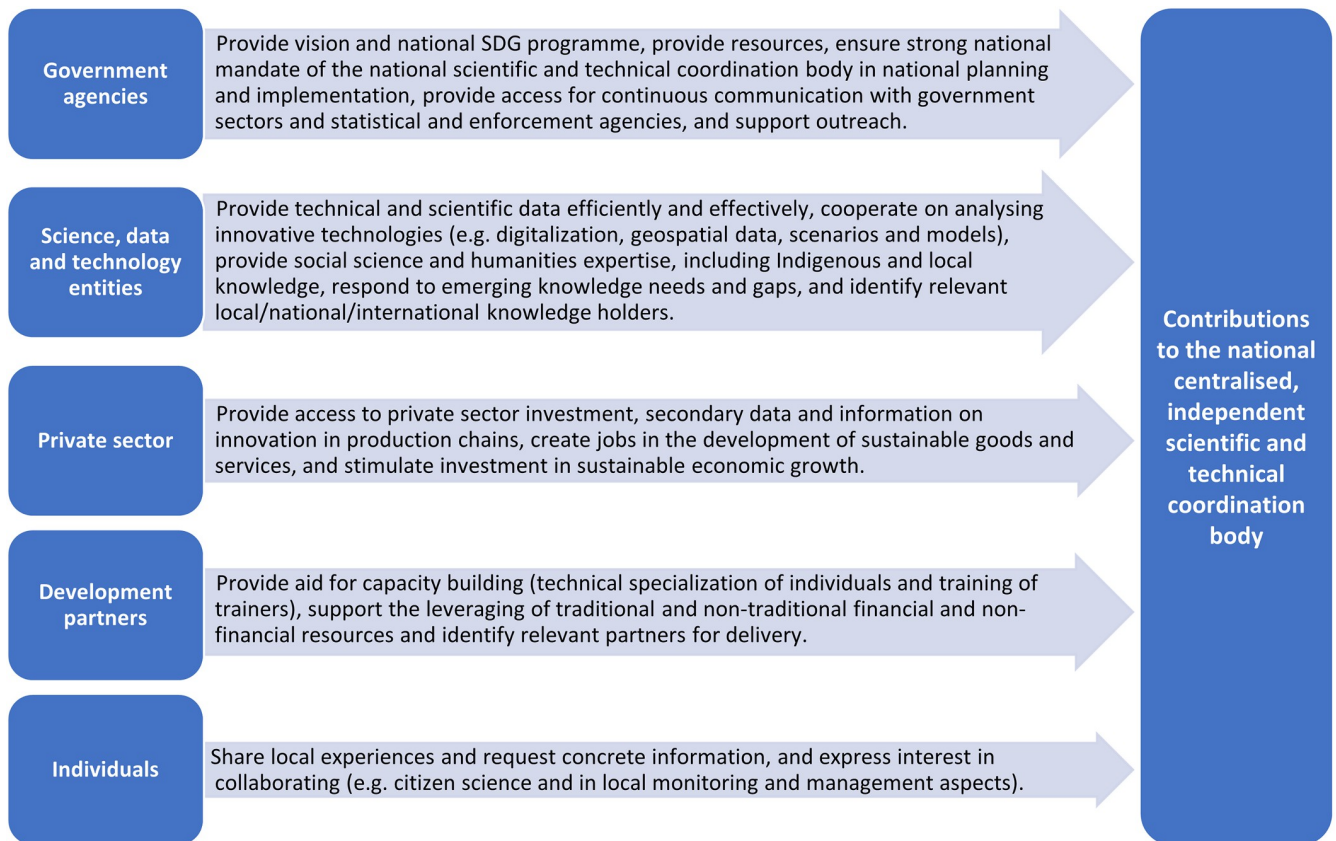 Government
agencies
Provide vision and national SDG programme, provide resources, ensure strong national
mandate of the national scientific and technical coordination body in national planning
and implementation, provide access for continuous communication with government
sectors and statistical and enforcement agencies, and support outreach.
Science, data
and technology
entities
Provide technical and scientific data efficiently and effectively, cooperate on analysing
innovative technologies (e.g. digitalization, geospatial data, scenarios and models),
provide social science and humanities expertise, including Indigenous and local
knowledge, respond to emerging knowledge needs and gaps, and identify relevant
local/national/international knowledge holders.
Private sector
Provide access to private sector investment, secondary data and information on
innovation in production chains, create jobs in the development of sustainable goods and
services, and stimulate investment in sustainable economic growth.
Development
partners
Provide aid for capacity building (technical specialization of individuals and training of
trainers), support the leveraging of traditional and non-traditional financial and non-
financial resources and identify relevant partners for delivery.
Individuals
Share local experiences and request concrete information, and express interest in
collaborating (e.g. citizen science and in local monitoring and management aspects).
Contributions
to the national
centralised,
independent
scientific and
technical
coordination
body